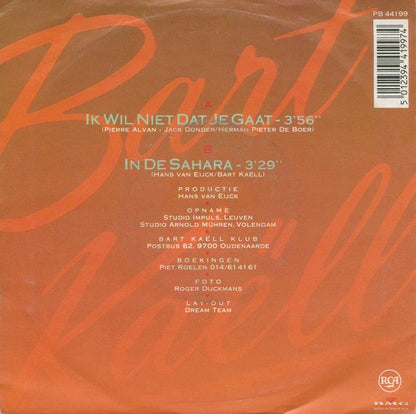 PB 44199
5 012394 419974
Bart
Kaëll
A
IK WIL NIET DAT JE GAAT - 3'56''
(PIERRE ALVAN - JACK DONDER/HERMAN PIETER DE BOER)
B
IN DE SAHARA - 3'29''
(HANS VAN EIJCK/BART KAËLL)
PRODUCTIE
HANS VAN EIJCK
OPNAME
STUDIO IMPULS, LEUVEN
STUDIO ARNOLD MÜHREN, VOLENDAM
BART KAËLL KLUB
POSTBUS 62, 9700 OUDENAARDE
BOEKINGEN
PIET ROELEN 014/61 41 61
FOTO
ROGER DIJCKMANS
LAY-OUT
DREAM TEAM
RCA
BMG